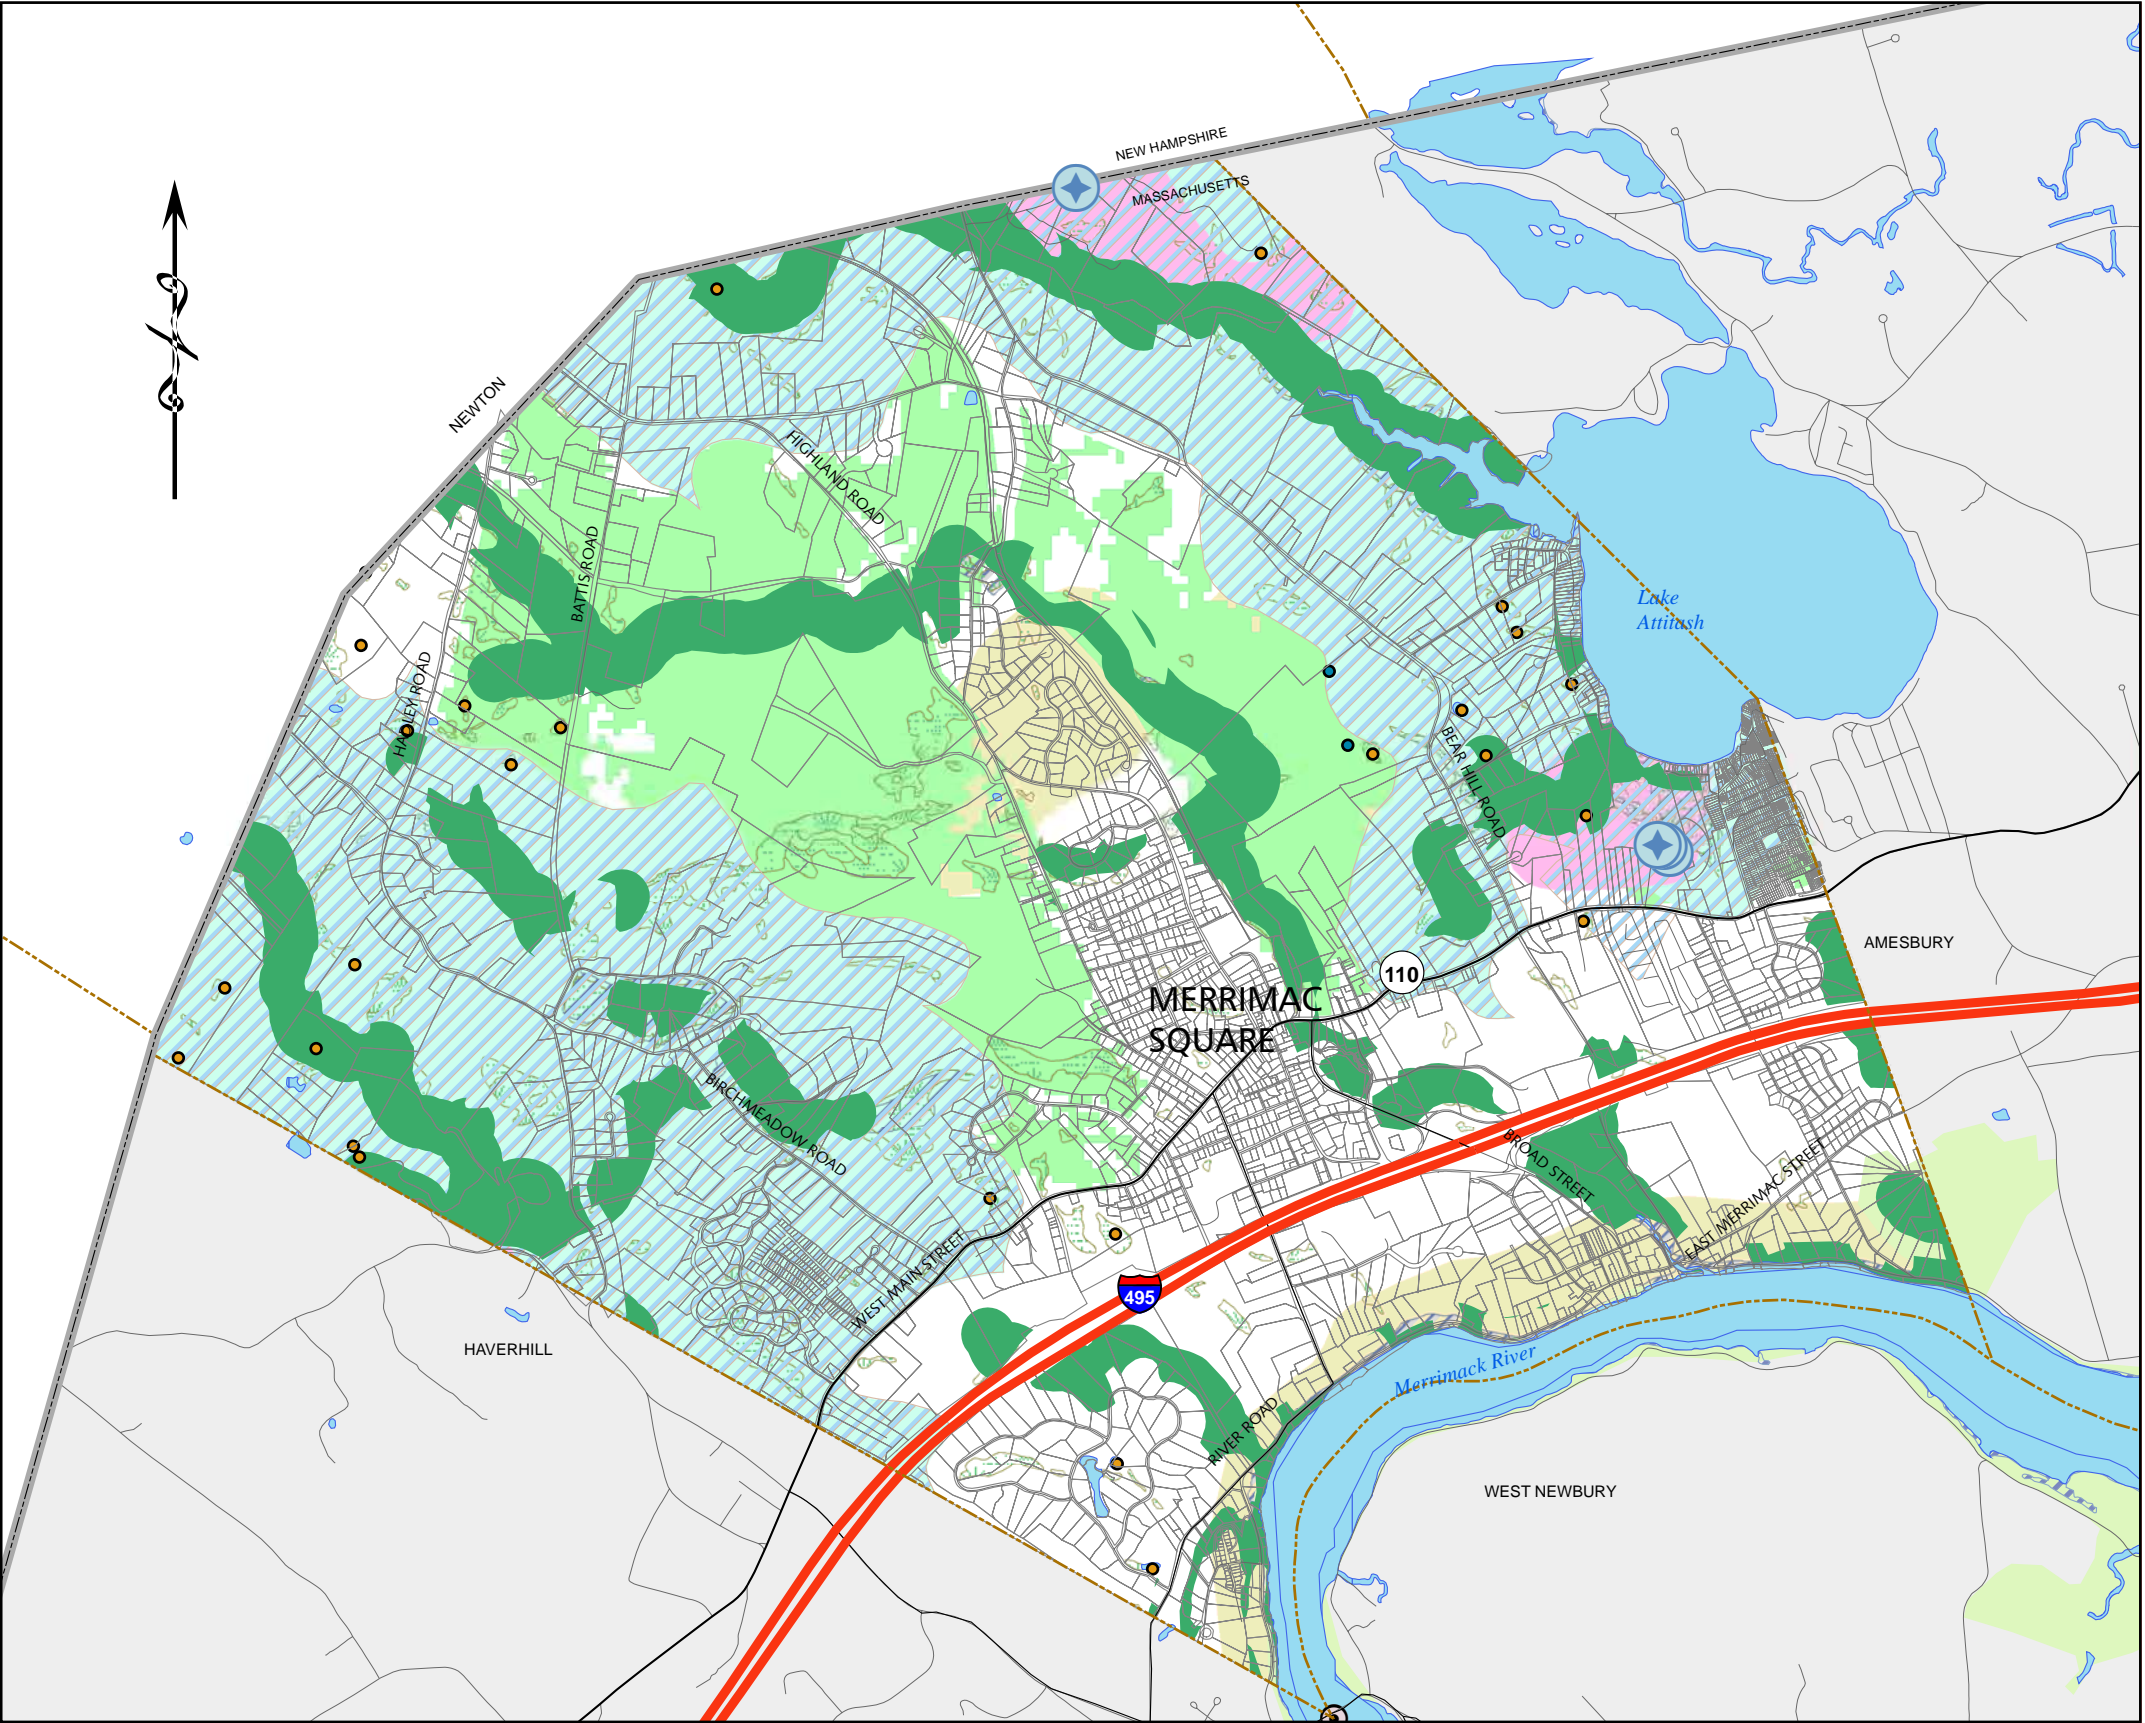 NEW HAMPSHIRE
MASSACHUSETTS
NEWTON
HIGHLAND ROAD
BATTIS ROAD
HADLEY ROAD
Lake
Attitash
BEAR HILL ROAD
AMESBURY
110
MERRIMAC
SQUARE
BIRCHMEADOW ROAD
BROAD STREET
EAST MERRIMAC STREET
WEST MAIN STREET
495
HAVERHILL
Merrimack River
RIVER ROAD
WEST NEWBURY